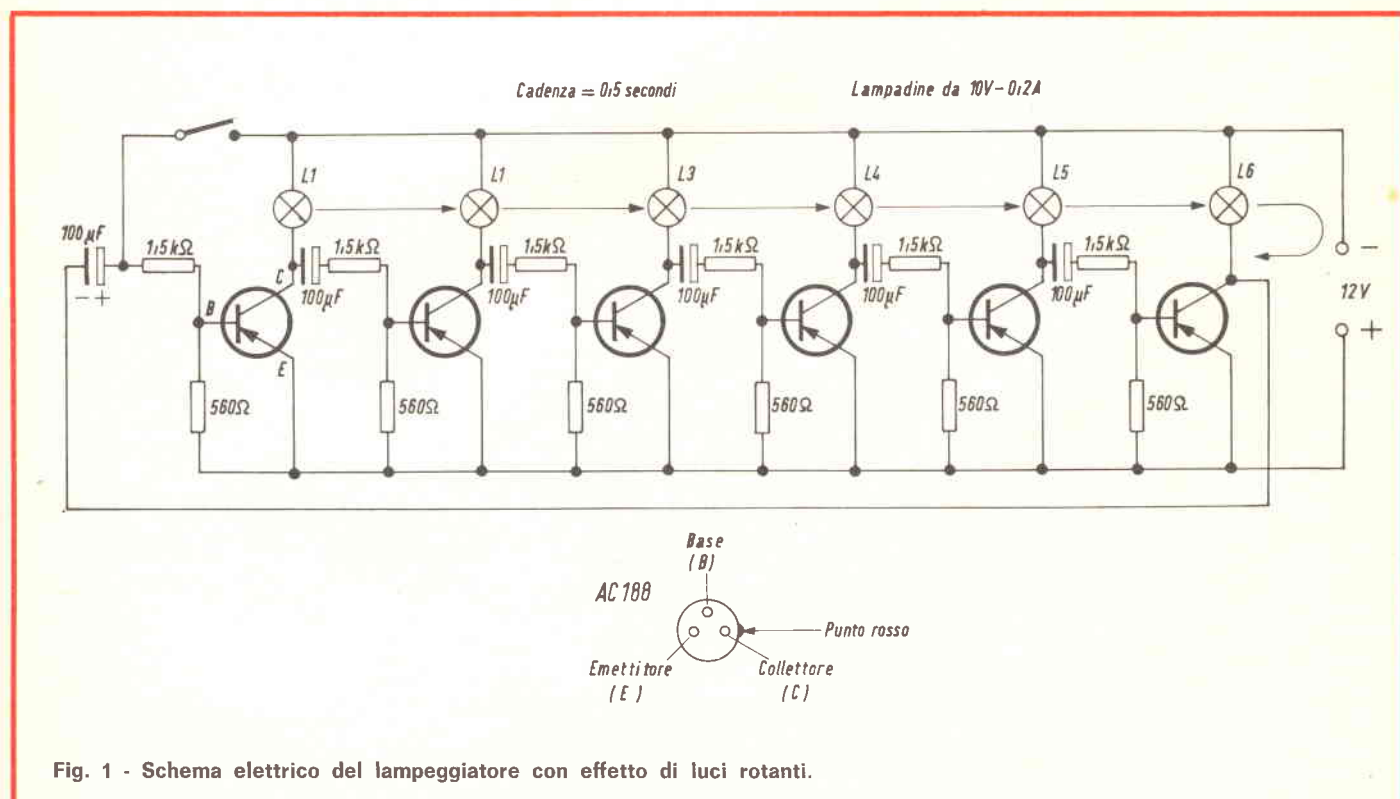 Cadenza = 0,5 secondi
Lampadine da 10V - 0,2A
L1
L1
L3
L4
L5
L6
100µF
- +
1,5kΩ
1,5kΩ
1,5kΩ
1,5kΩ
1,5kΩ
1,5kΩ
C
B
E
100µF
100µF
100µF
100µF
100µF
-
12V
+
560Ω
560Ω
560Ω
560Ω
560Ω
560Ω
Base
(B)
AC 188
Punto rosso
Emettitore
(E)
Collettore
(C)
Fig. 1 - Schema elettrico del lampeggiatore con effetto di luci rotanti.